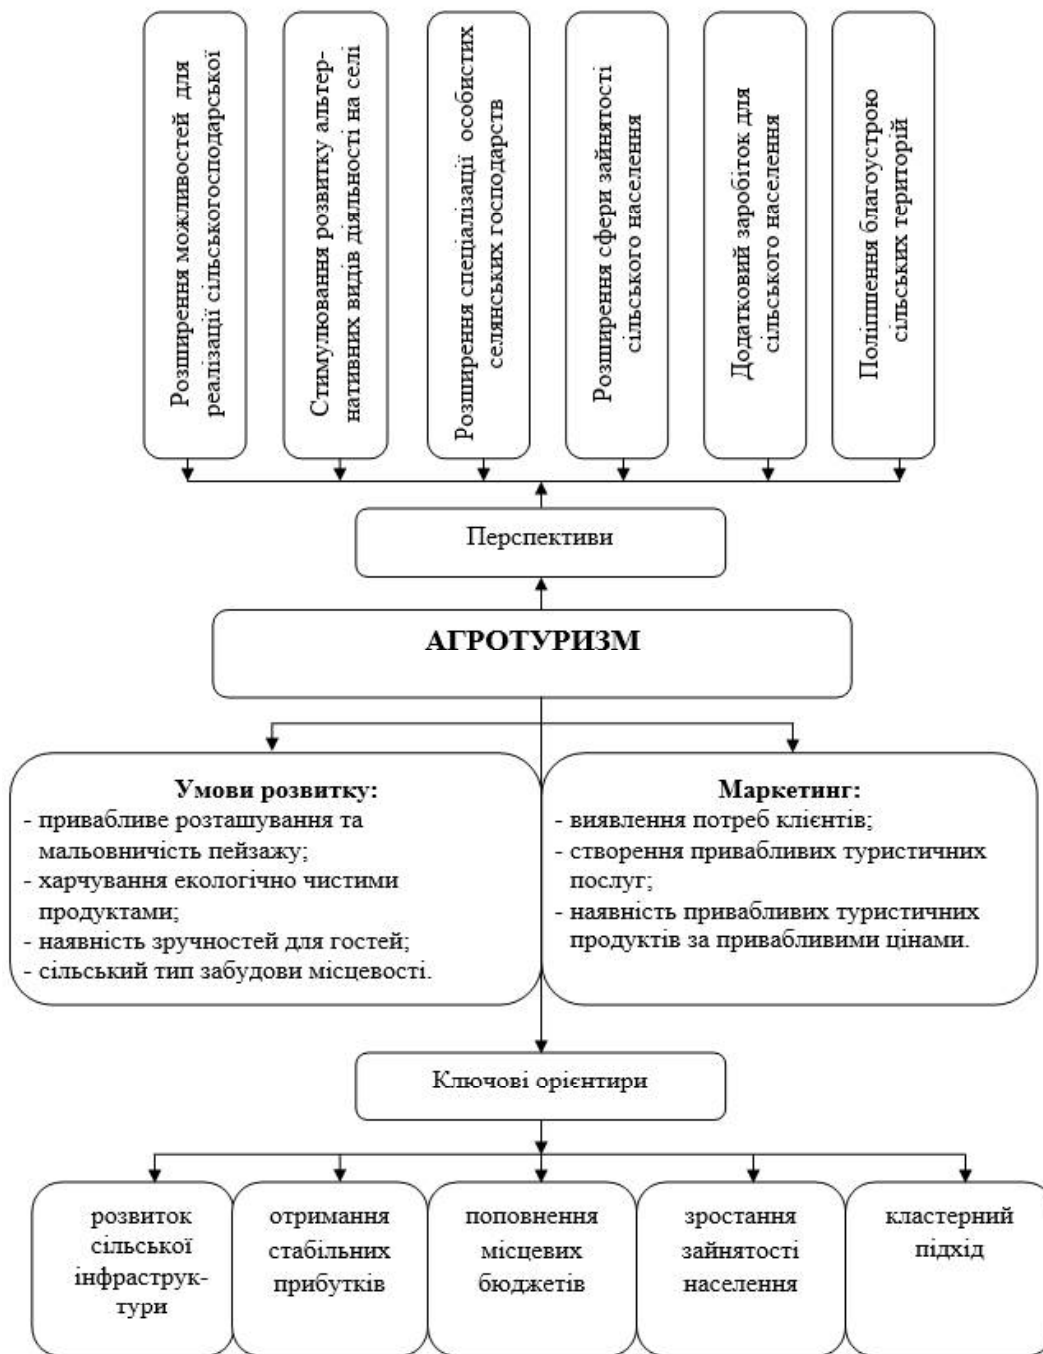 Розширення можливостей для
реалізації сільськогосподарської
Стимулювання розвитку альтер-
нативних видів діяльності на селі
Розширення спеціалізації особистих
селянських господарств
Розширення сфери зайнятості
сільського населення
Додатковий заробіток для
сільського населення
Поліпшення благоустрою
сільських територій
Перспективи
АГРОТУРИЗМ
Умови розвитку:
- привабливе розташування та
мальовничість пейзажу;
- харчування екологічно чистими
продуктами;
- наявність зручностей для гостей;
- сільський тип забудови місцевості.
Маркетинг:
- виявлення потреб клієнтів;
- створення привабливих туристичних
послуг;
- наявність привабливих туристичних
продуктів за привабливими цінами.
Ключові орієнтири
розвиток
сільської
інфраструк-
тури
отримання
стабільних
прибутків
поповнення
місцевих
бюджетів
зростання
зайнятості
населення
кластерний
підхід